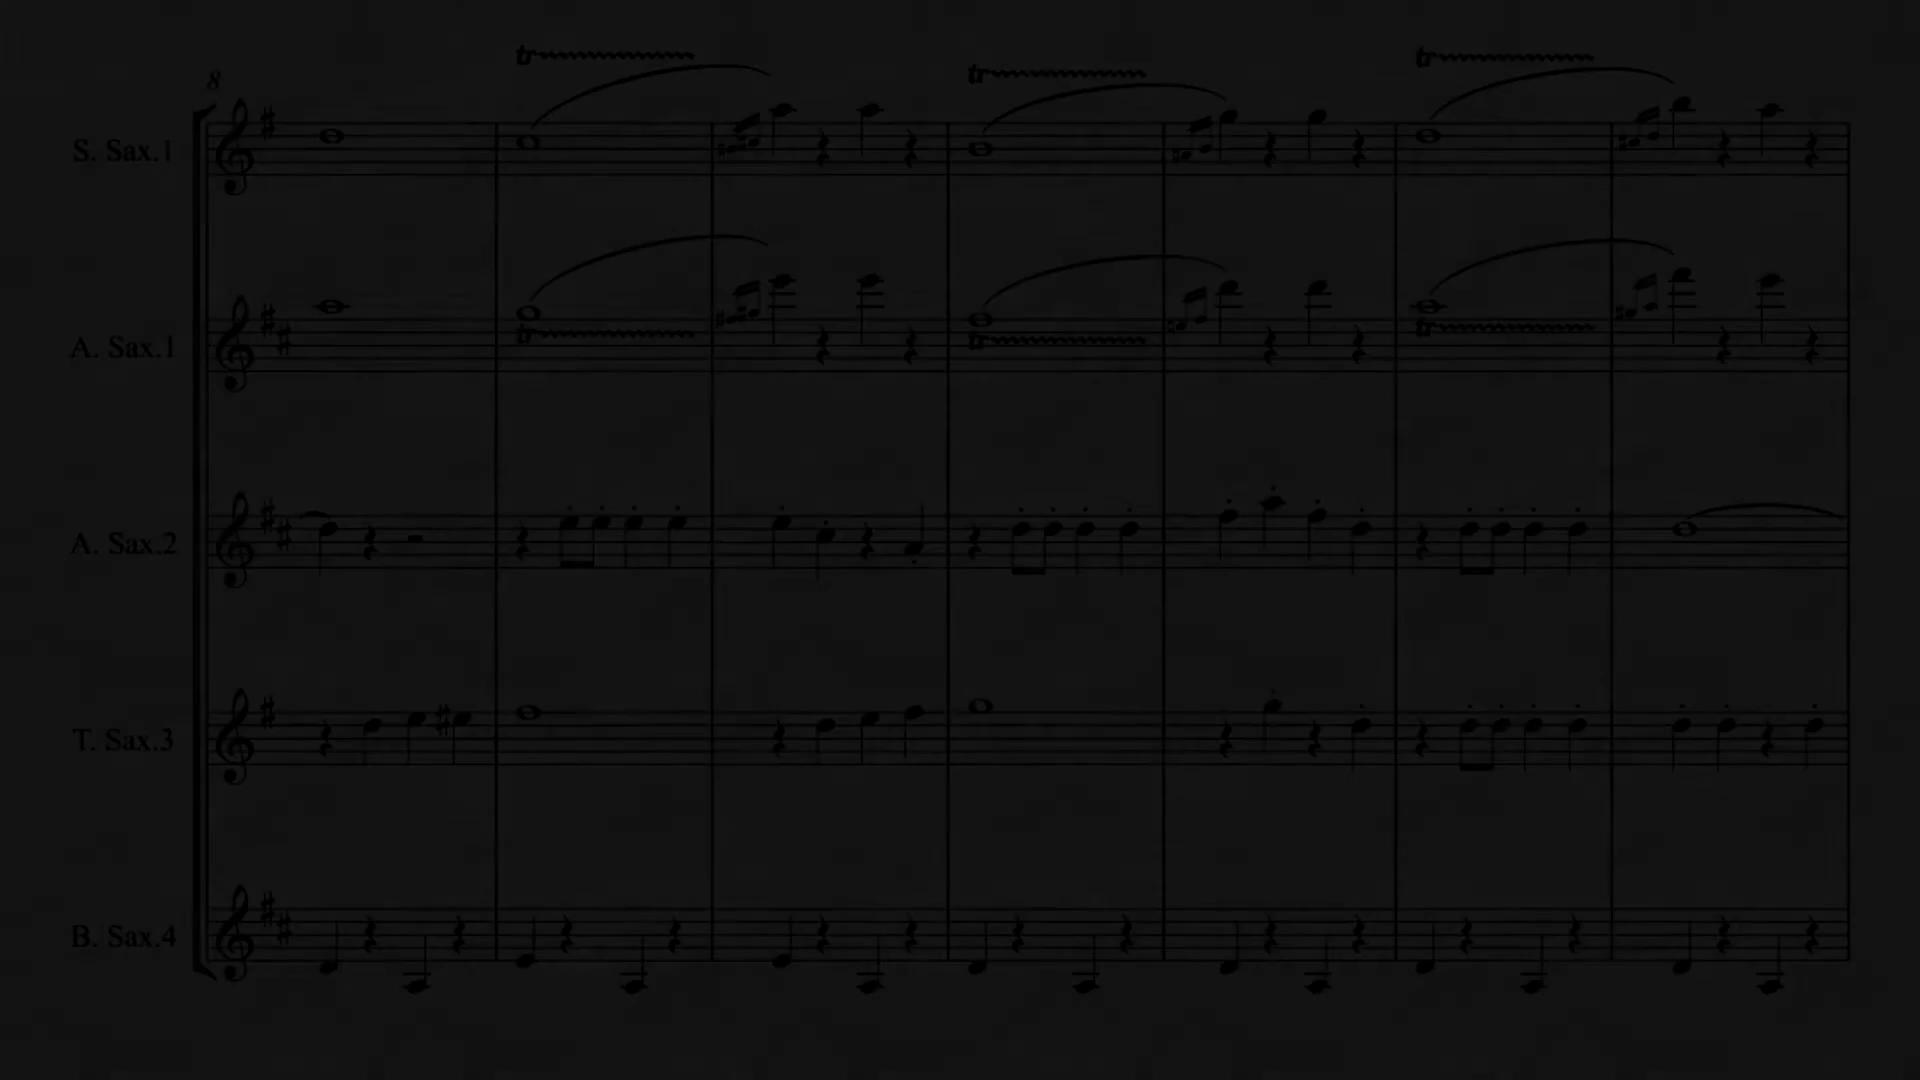 8
tr
tr
tr
S. Sax.1
A. Sax.1
tr
tr
tr
A. Sax.2
T. Sax.3
B. Sax.4